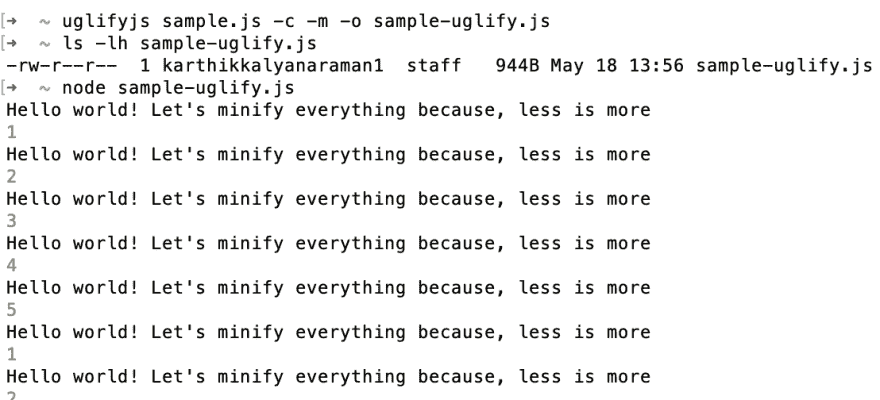 [→ ~ uglifyjs sample.js -c -m -o sample-uglify.js
[→ ~ ls -lh sample-uglify.js
-rw-r--r-- 1 karthikkalyanaraman1 staff 944B May 18 13:56 sample-uglify.js
[→ ~ node sample-uglify.js
Hello world! Let's minify everything because, less is more
1
Hello world! Let's minify everything because, less is more
2
Hello world! Let's minify everything because, less is more
3
Hello world! Let's minify everything because, less is more
4
Hello world! Let's minify everything because, less is more
5
Hello world! Let's minify everything because, less is more
1
Hello world! Let's minify everything because, less is more
2